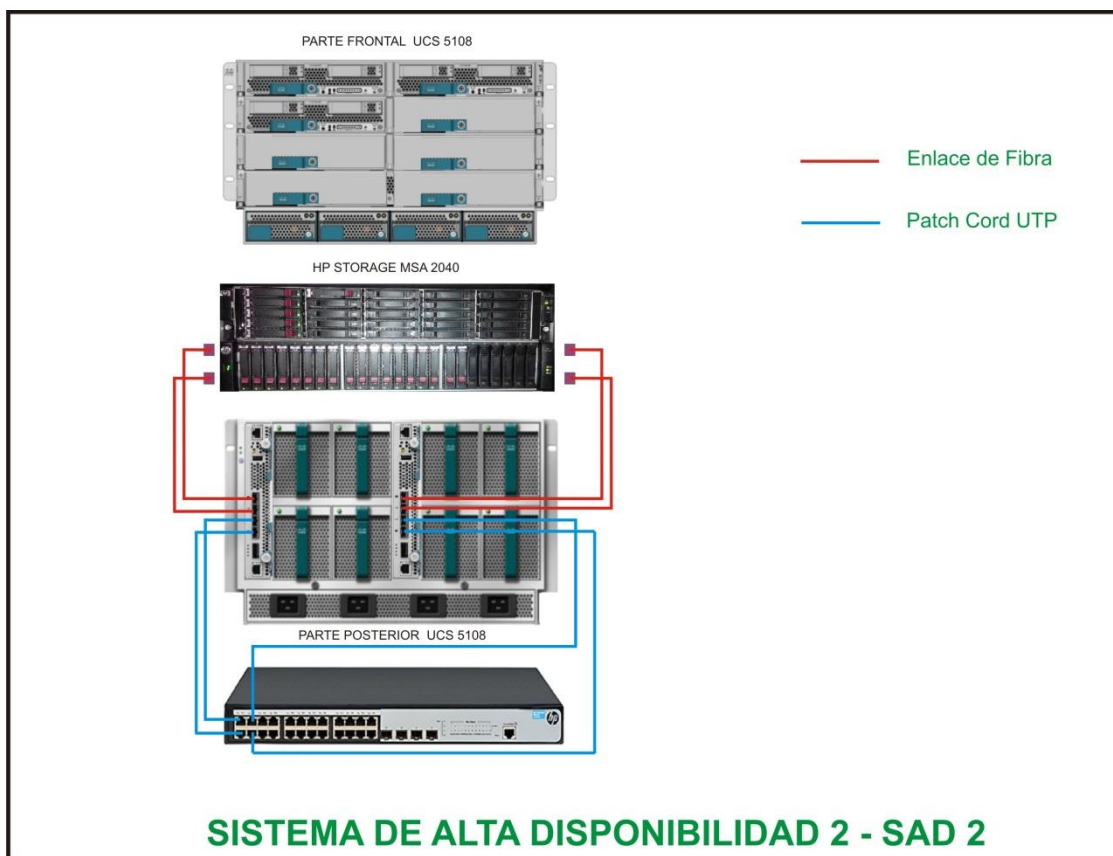 PARTE FRONTAL UCS 5108
Enlace de Fibra
Patch Cord UTP
HP STORAGE MSA 2040
PARTE POSTERIOR UCS 5108
hp
SISTEMA DE ALTA DISPONIBILIDAD 2 - SAD 2